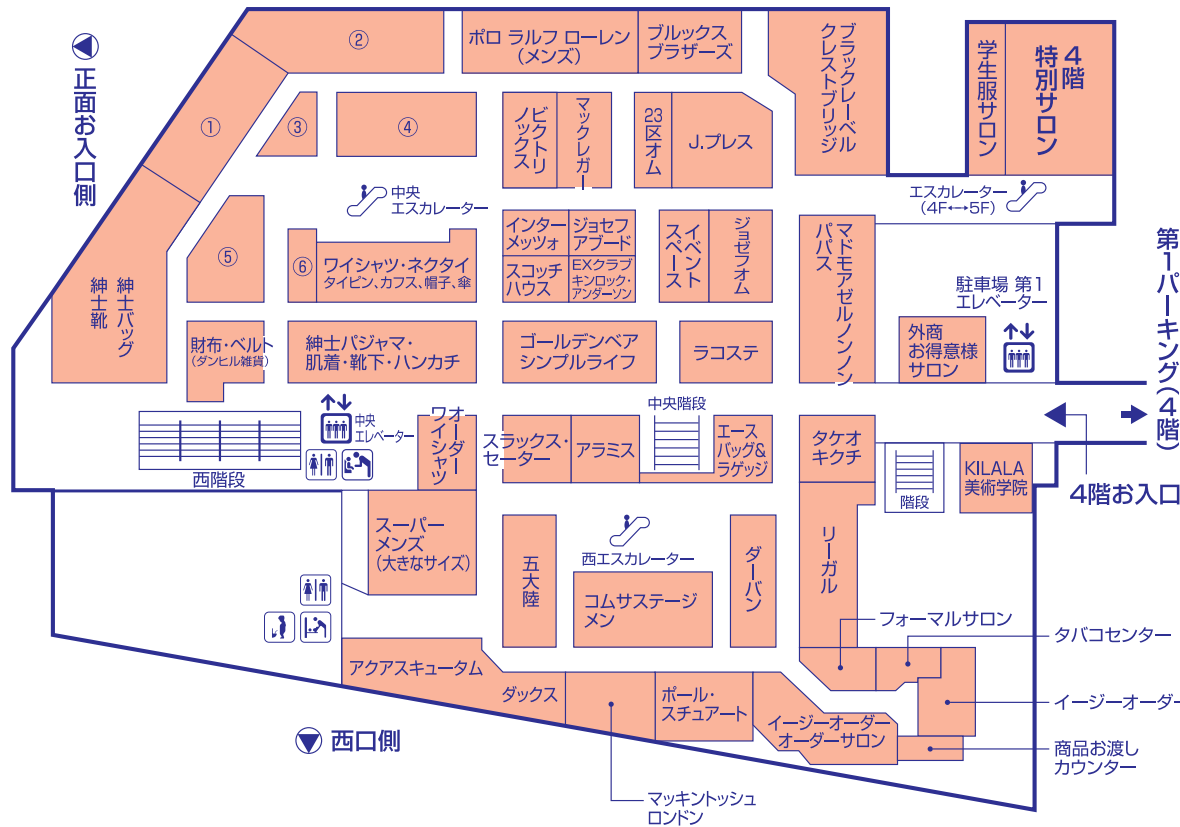 正面お入口側
①
②
③
④
⑤
⑥
ポロ ラルフ ローレン
(メンズ)
ブルックス
ブラザーズ
ブラックレーベル
クレストブリッジ
学生服サロン
4階
特別サロン
ビクトリ
ノックス
マックレガー
23区オム
J.プレス
中央
エスカレーター
エスカレーター
(4F↔5F)
インター
メッツォ
ジョセフ
アブード
スコッチ
ハウス
EXクラブ
キンロック・
アンダーソン
イベント
スペース
ジョゼフオム
マドモアゼルノンノン
パパス
ワイシャツ・ネクタイ
タイピン、カフス、帽子、傘
紳士バッグ
紳士靴
財布・ベルト
(ダンヒル雑貨)
紳士パジャマ・
肌着・靴下・ハンカチ
ゴールデンベア
シンプルライフ
ラコステ
駐車場 第1
エレベーター
外商
お得意様
サロン
第1パーキング(4階)
中央
エレベーター
西階段
オーダー
ワイシャツ
スラックス・
センター
アラミス
中央階段
エース
バッグ&
ラゲッジ
タケオ
キクチ
階段
KILALA
美術学院
4階お入口
スーパー
メンズ
(大きなサイズ)
五大陸
西エスカレーター
コムサステージ
メン
ダーバン
リーガル
フォーマルサロン
タバコセンター
イージーオーダー
商品お渡し
カウンター
アクアスキュータム
ダックス
ポール・
スチュアート
イージーオーダー
オーダーサロン
西口側
マッキントッシュ
ロンドン